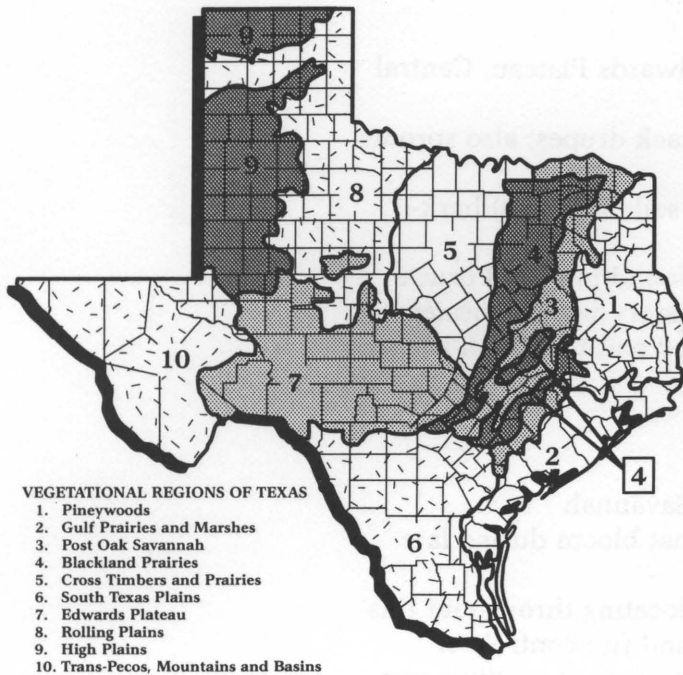 9
9
8
5
4
3
1
10
7
2
4
6
VEGETATIONAL REGIONS OF TEXAS
1. Pineywoods
2. Gulf Prairies and Marshes
3. Post Oak Savannah
4. Blackland Prairies
5. Cross Timbers and Prairies
6. South Texas Plains
7. Edwards Plateau
8. Rolling Plains
9. High Plains
10. Trans-Pecos, Mountains and Basins